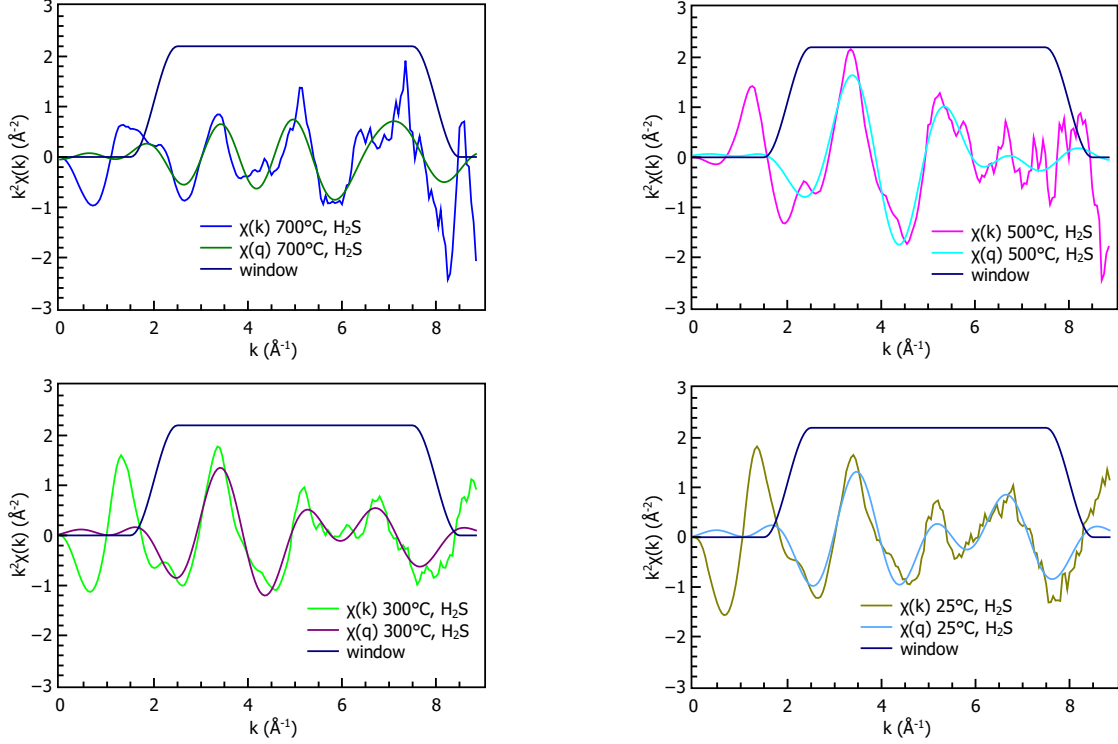 3
2
1
0
−1
−2
−3
k²χ(k) (Å⁻²)
χ(k) 700°C, H₂S
χ(q) 700°C, H₂S
window
0 2 4 6 8
k (Å⁻¹)
3
2
1
0
−1
−2
−3
k²χ(k) (Å⁻²)
χ(k) 500°C, H₂S
χ(q) 500°C, H₂S
window
0 2 4 6 8
k (Å⁻¹)
3
2
1
0
−1
−2
−3
k²χ(k) (Å⁻²)
χ(k) 300°C, H₂S
χ(q) 300°C, H₂S
window
0 2 4 6 8
k (Å⁻¹)
3
2
1
0
−1
−2
−3
k²χ(k) (Å⁻²)
χ(k) 25°C, H₂S
χ(q) 25°C, H₂S
window
0 2 4 6 8
k (Å⁻¹)